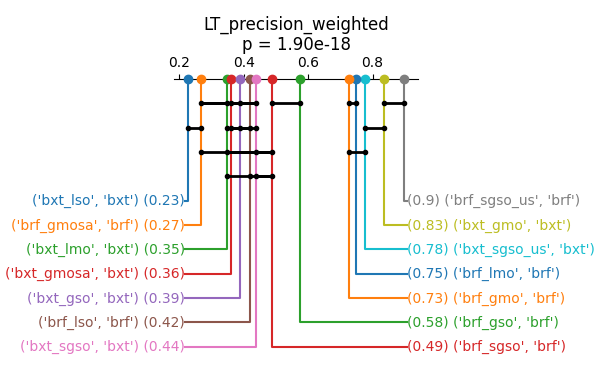 LT_precision_weighted
p = 1.90e-18
0.2 0.4 0.6 0.8
('bxt_lso', 'bxt') (0.23) (0.9) ('brf_sgso_us', 'brf')
('brf_gmosa', 'brf') (0.27) (0.83) ('bxt_gmo', 'bxt')
('bxt_lmo', 'bxt') (0.35) (0.78) ('bxt_sgso_us', 'bxt')
('bxt_gmosa', 'bxt') (0.36) (0.75) ('brf_lmo', 'brf')
('bxt_gso', 'bxt') (0.39) (0.73) ('brf_gmo', 'brf')
('brf_lso', 'brf') (0.42) (0.58) ('brf_gso', 'brf')
('bxt_sgso', 'bxt') (0.44) (0.49) ('brf_sgso', 'brf')